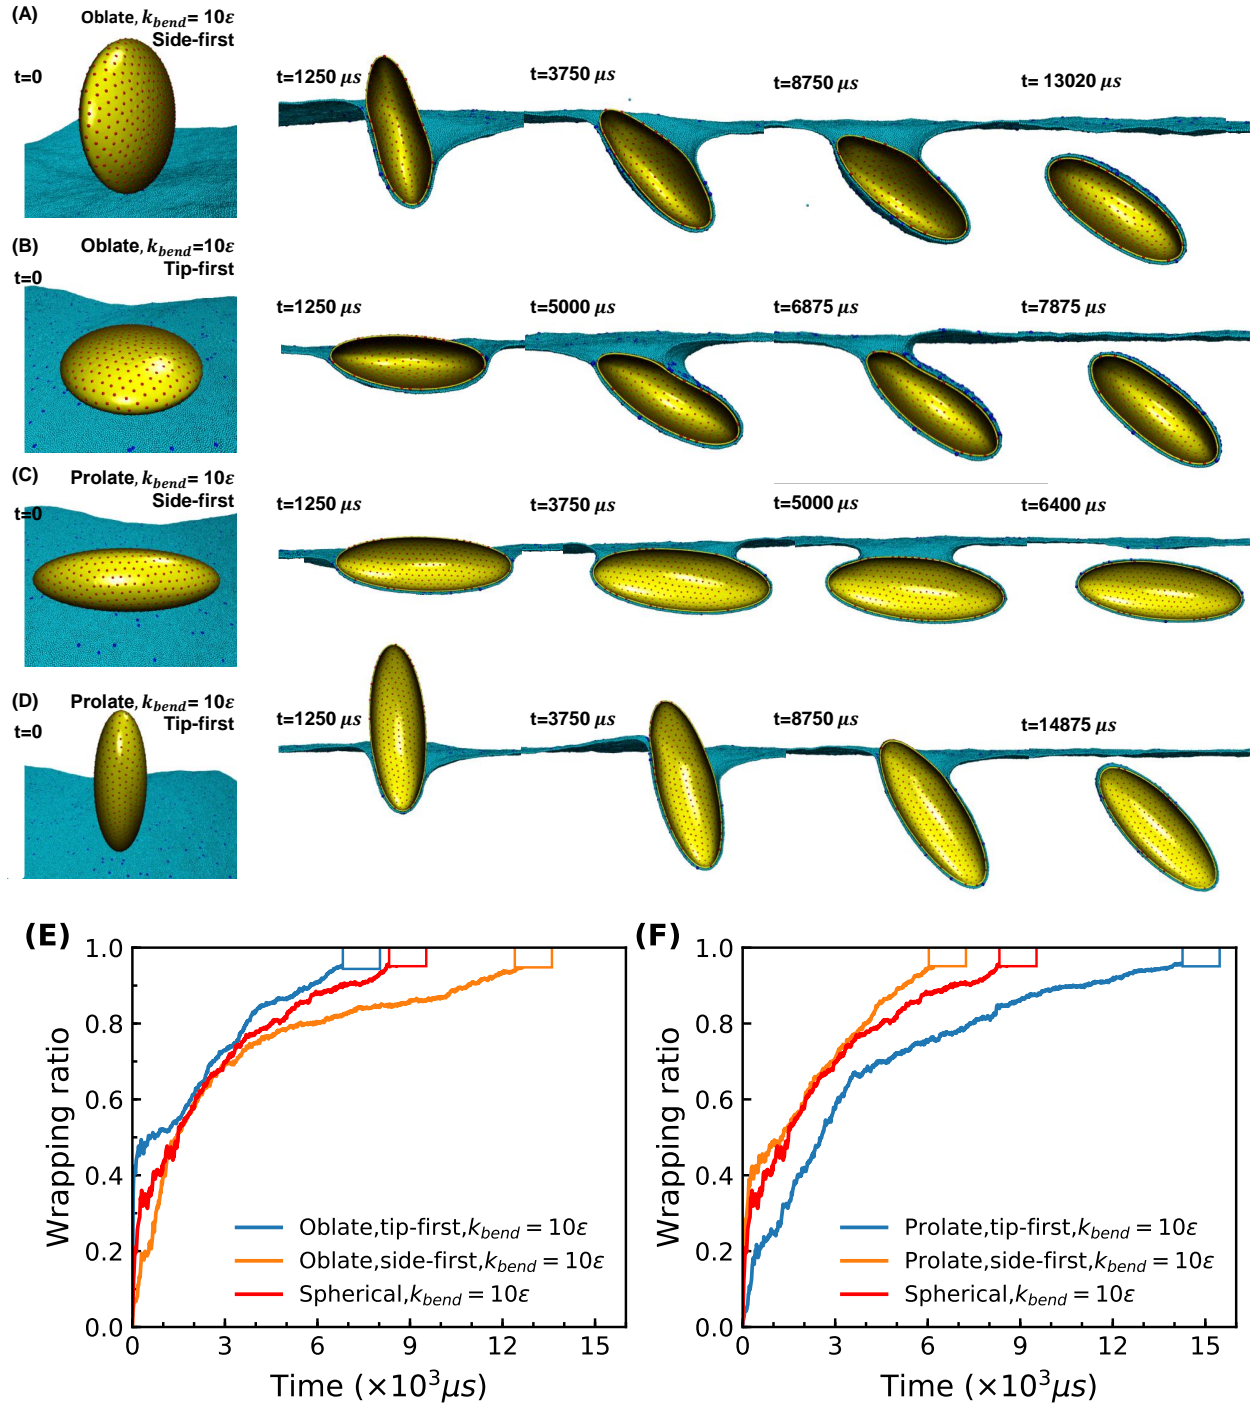 (A)
Oblate, k_bend = 10ε
Side-first
t=0
t=1250 μs
t=3750 μs
t=8750 μs
t= 13020 μs
(B)
Oblate, k_bend=10ε
Tip-first
t=0
t=1250 μs
t=5000 μs
t=6875 μs
t=7875 μs
(C)
Prolate, k_bend = 10ε
Side-first
t=0
t=1250 μs
t=3750 μs
t=5000 μs
t=6400 μs
(D)
Prolate, k_bend = 10ε
Tip-first
t=0
t=1250 μs
t=3750 μs
t=8750 μs
t=14875 μs
(E)
Wrapping ratio
1.0
0.8
0.6
0.4
0.2
0.0
Oblate,tip-first,k_bend = 10ε
Oblate,side-first,k_bend = 10ε
Spherical,k_bend = 10ε
0 3 6 9 12 15
Time (×10³μs)
(F)
Wrapping ratio
1.0
0.8
0.6
0.4
0.2
0.0
Prolate,tip-first,k_bend = 10ε
Prolate,side-first,k_bend = 10ε
Spherical,k_bend = 10ε
0 3 6 9 12 15
Time (×10³μs)